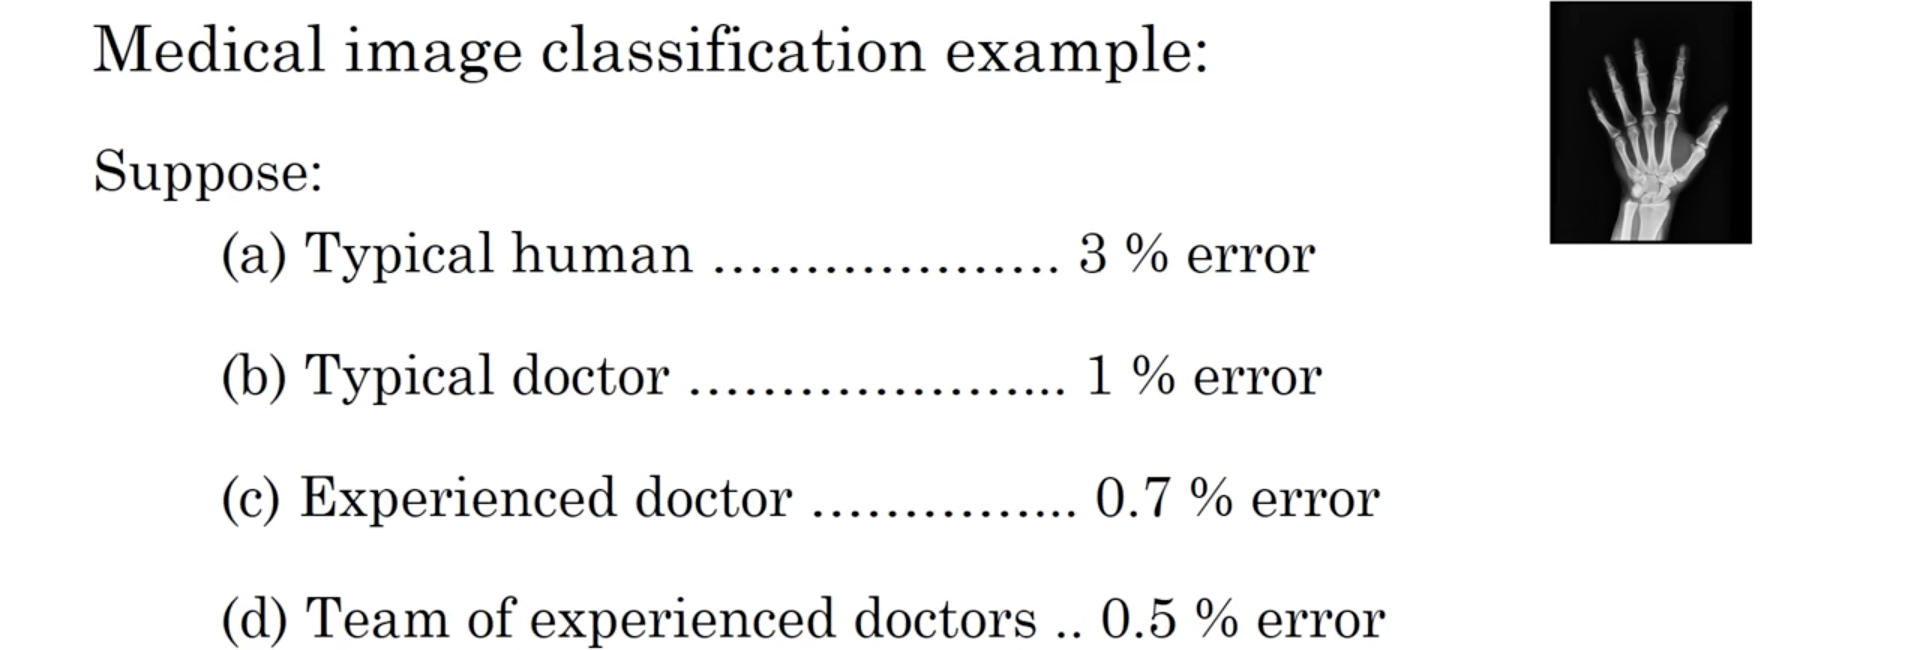 Medical image classification example:
Suppose:
(a) Typical human ................... 3 % error
(b) Typical doctor ..................... 1 % error
(c) Experienced doctor ............... 0.7 % error
(d) Team of experienced doctors .. 0.5 % error